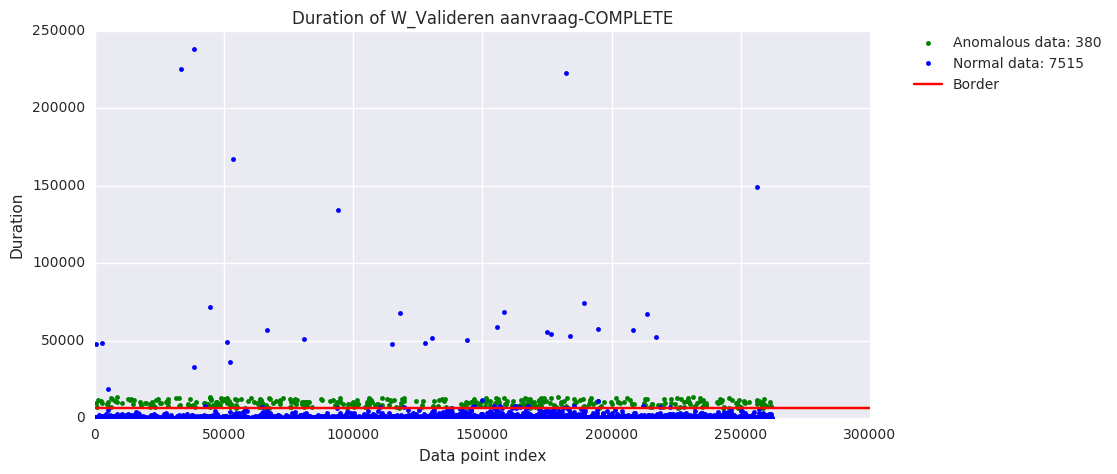 Duration of W_Valideren aanvraag-COMPLETE
Anomalous data: 380
Normal data: 7515
Border
Duration
250000
200000
150000
100000
50000
0
0 50000 100000 150000 200000 250000 300000
Data point index